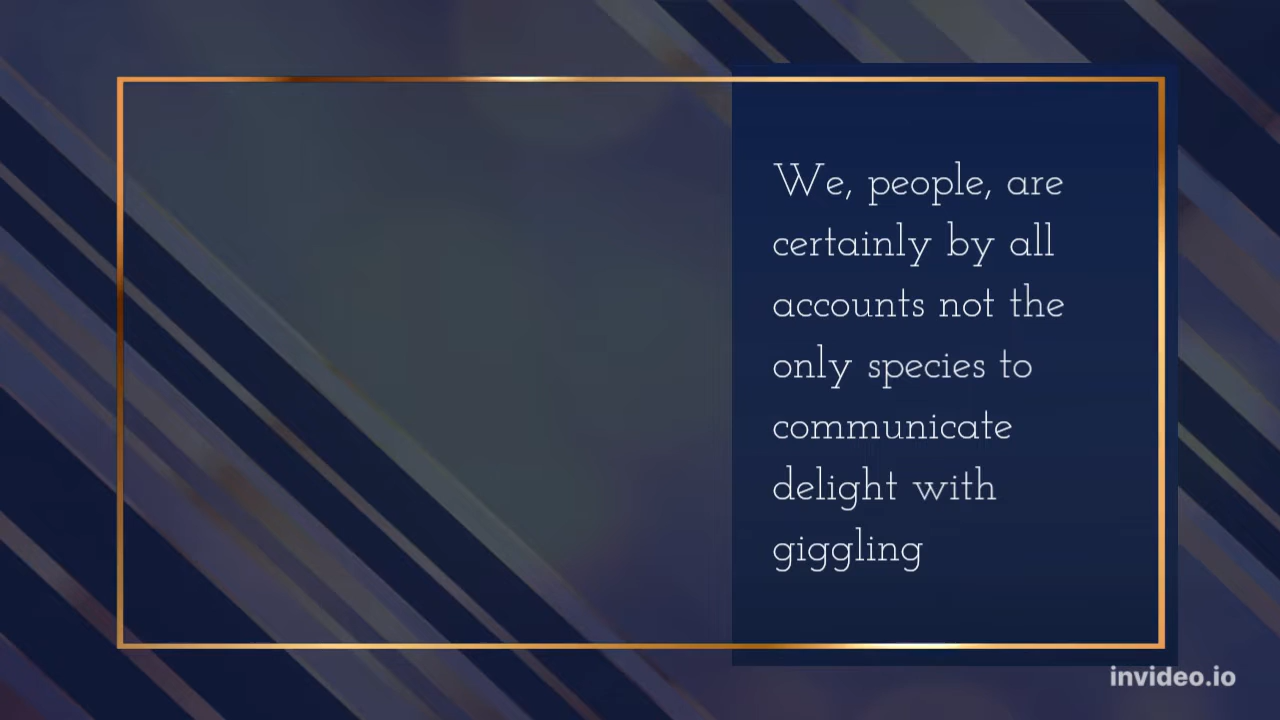 We, people, are
certainly by all
accounts not the
only species to
communicate
delight with
giggling
invideo.io